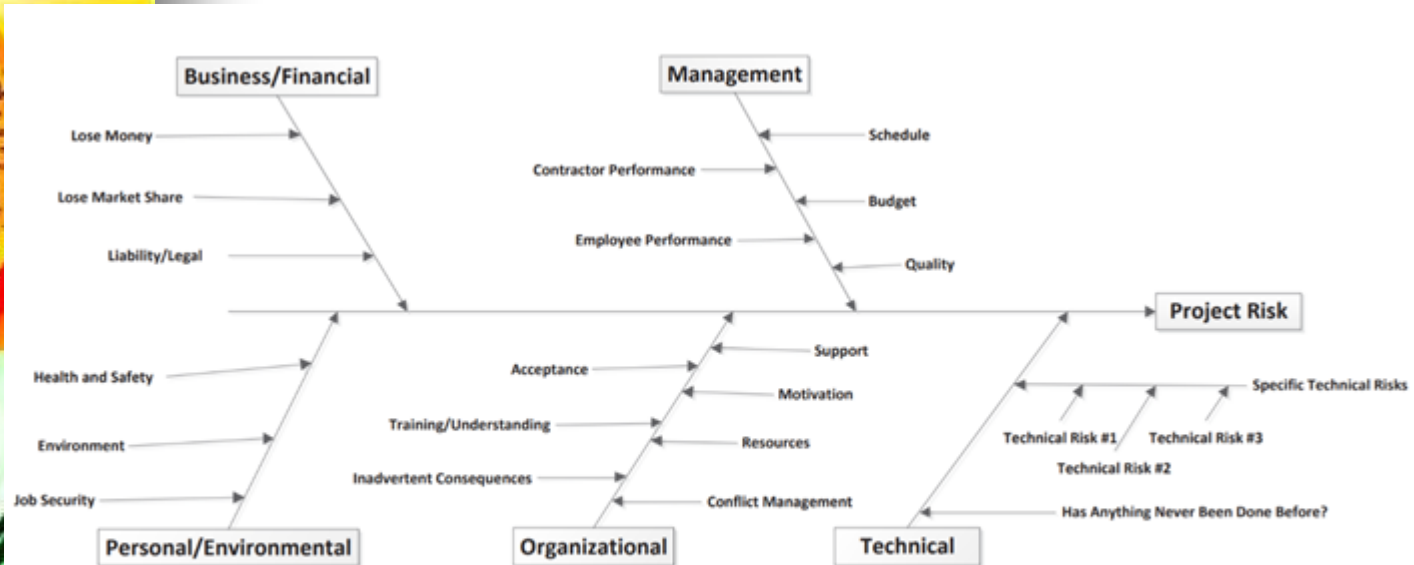 Business/Financial
Management
Lose Money
Schedule
Contractor Performance
Lose Market Share
Budget
Employee Performance
Liability/Legal
Quality
Project Risk
Support
Acceptance
Health and Safety
Specific Technical Risks
Motivation
Training/Understanding
Technical Risk #1
Technical Risk #3
Environment
Resources
Technical Risk #2
Inadvertent Consequences
Job Security
Conflict Management
Has Anything Never Been Done Before?
Personal/Environmental
Organizational
Technical